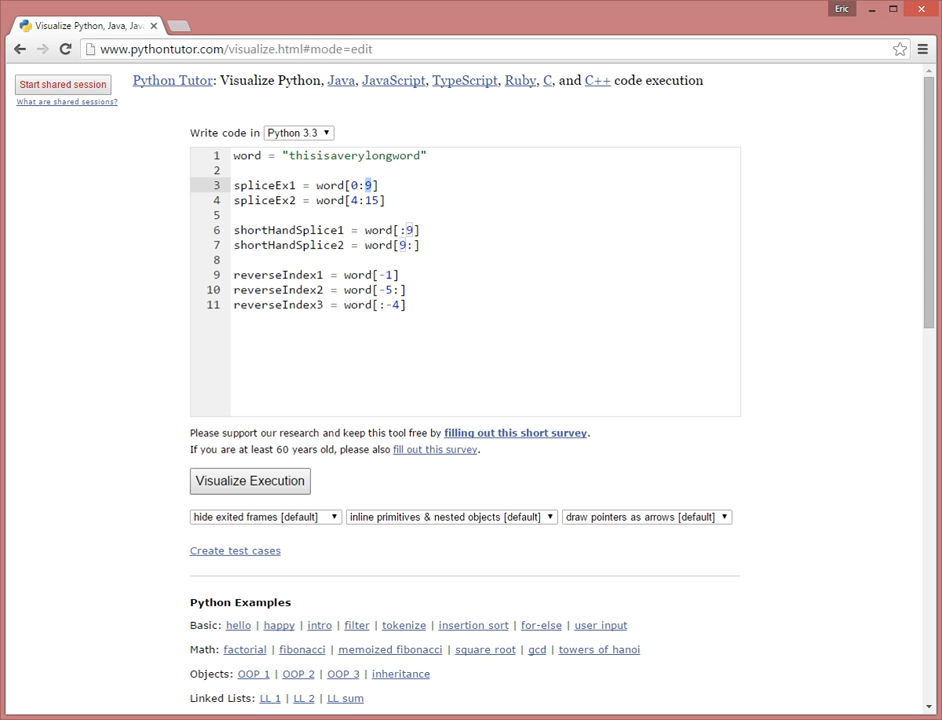 Eric
Visualize Python, Java, Java
www.pythontutor.com/visualize.html#mode=edit
Start shared session
What are shared sessions?
Python Tutor: Visualize Python, Java, JavaScript, TypeScript, Ruby, C, and C++ code execution
Write code in Python 3.3
1 word = "thisisaverylongword"
2
3 spliceEx1 = word[0:9]
4 spliceEx2 = word[4:15]
5
6 shortHandSplice1 = word[:9]
7 shortHandSplice2 = word[9:]
8
9 reverseIndex1 = word[-1]
10 reverseIndex2 = word[-5:]
11 reverseIndex3 = word[:-4]
Please support our research and keep this tool free by filling out this short survey.
If you are at least 60 years old, please also fill out this survey.
Visualize Execution
hide exited frames [default] inline primitives & nested objects [default] draw pointers as arrows [default]
Create test cases
Python Examples
Basic: hello | happy | intro | filter | tokenize | insertion sort | for-else | user input
Math: factorial | fibonacci | memoized fibonacci | square root | gcd | towers of hanoi
Objects: OOP 1 | OOP 2 | OOP 3 | inheritance
Linked Lists: LL 1 | LL 2 | LL sum